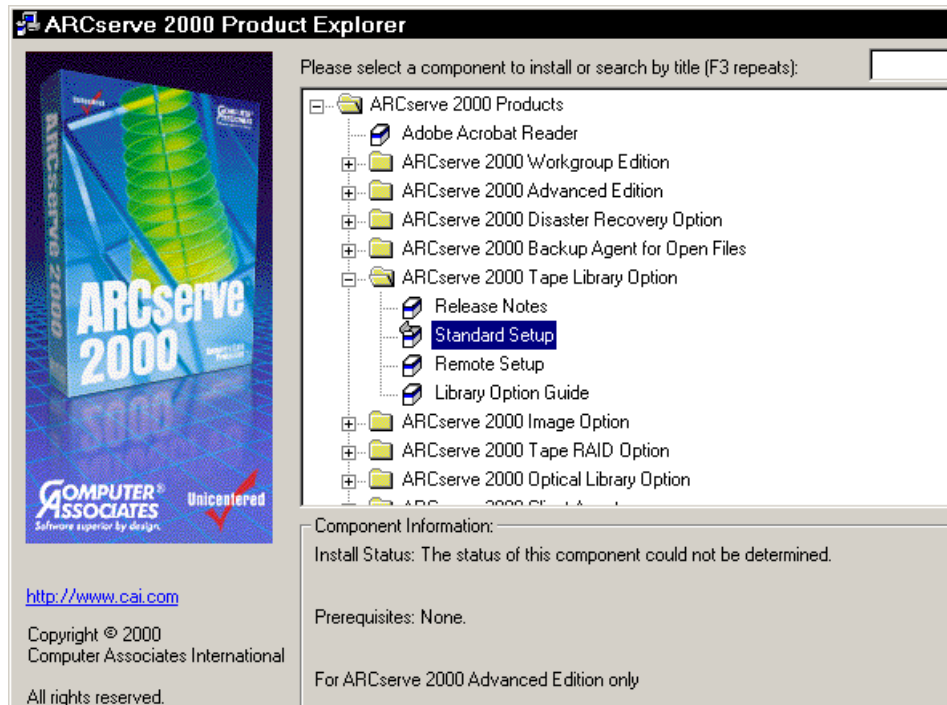 ARCserve 2000 Product Explorer
Please select a component to install or search by title (F3 repeats):
ARCserve 2000 Products
Adobe Acrobat Reader
ARCserve 2000 Workgroup Edition
ARCserve 2000 Advanced Edition
ARCserve 2000 Disaster Recovery Option
ARCserve 2000 Backup Agent for Open Files
ARCserve 2000 Tape Library Option
Release Notes
Standard Setup
Remote Setup
Library Option Guide
ARCserve 2000 Image Option
ARCserve 2000 Tape RAID Option
ARCserve 2000 Optical Library Option
ARCserve 2000
ARCserve
2000
COMPUTER®
ASSOCIATES
Software superior by design.
Unicentered
Component Information:
Install Status: The status of this component could not be determined.
Prerequisites: None.
For ARCserve 2000 Advanced Edition only
http://www.cai.com
Copyright © 2000
Computer Associates International
All rights reserved.